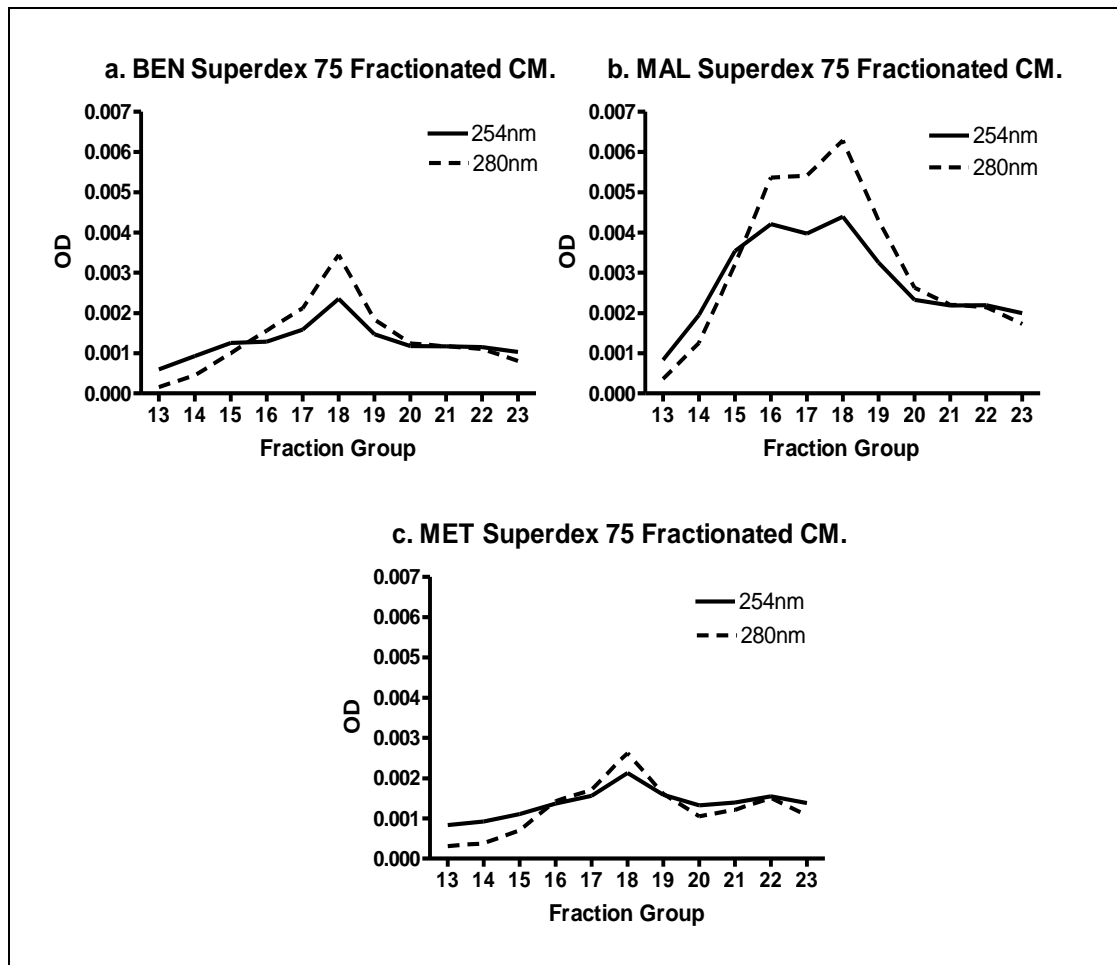 a. BEN Superdex 75 Fractionated CM.
0.007
0.006
0.005
0.004
0.003
0.002
0.001
0.000
OD
254nm
280nm
13 14 15 16 17 18 19 20 21 22 23
Fraction Group
b. MAL Superdex 75 Fractionated CM.
0.007
0.006
0.005
0.004
0.003
0.002
0.001
0.000
OD
254nm
280nm
13 14 15 16 17 18 19 20 21 22 23
Fraction Group
c. MET Superdex 75 Fractionated CM.
0.007
0.006
0.005
0.004
0.003
0.002
0.001
0.000
OD
254nm
280nm
13 14 15 16 17 18 19 20 21 22 23
Fraction Group